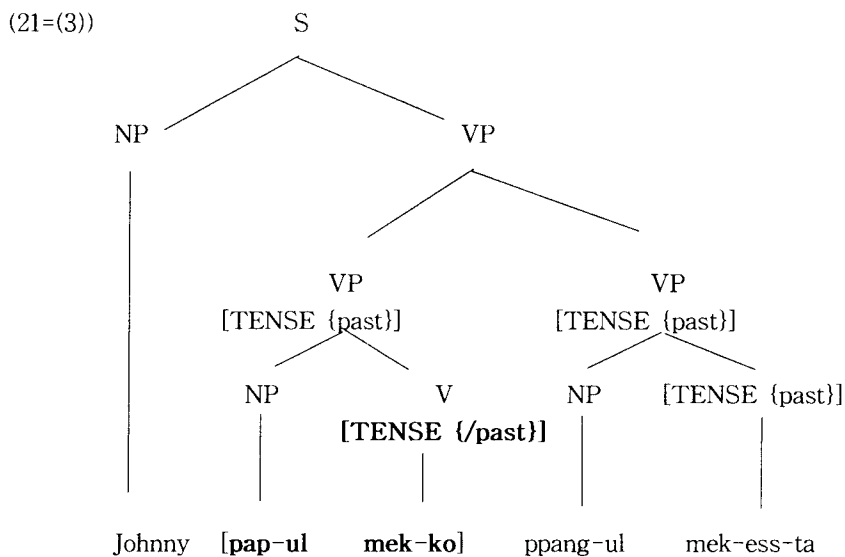 (21=(3)) S
NP VP
VP VP
[TENSE {past}] [TENSE {past}]
NP V NP [TENSE {past}]
[TENSE {/past}]
Johnny [pap-ul mek-ko] ppang-ul mek-ess-ta